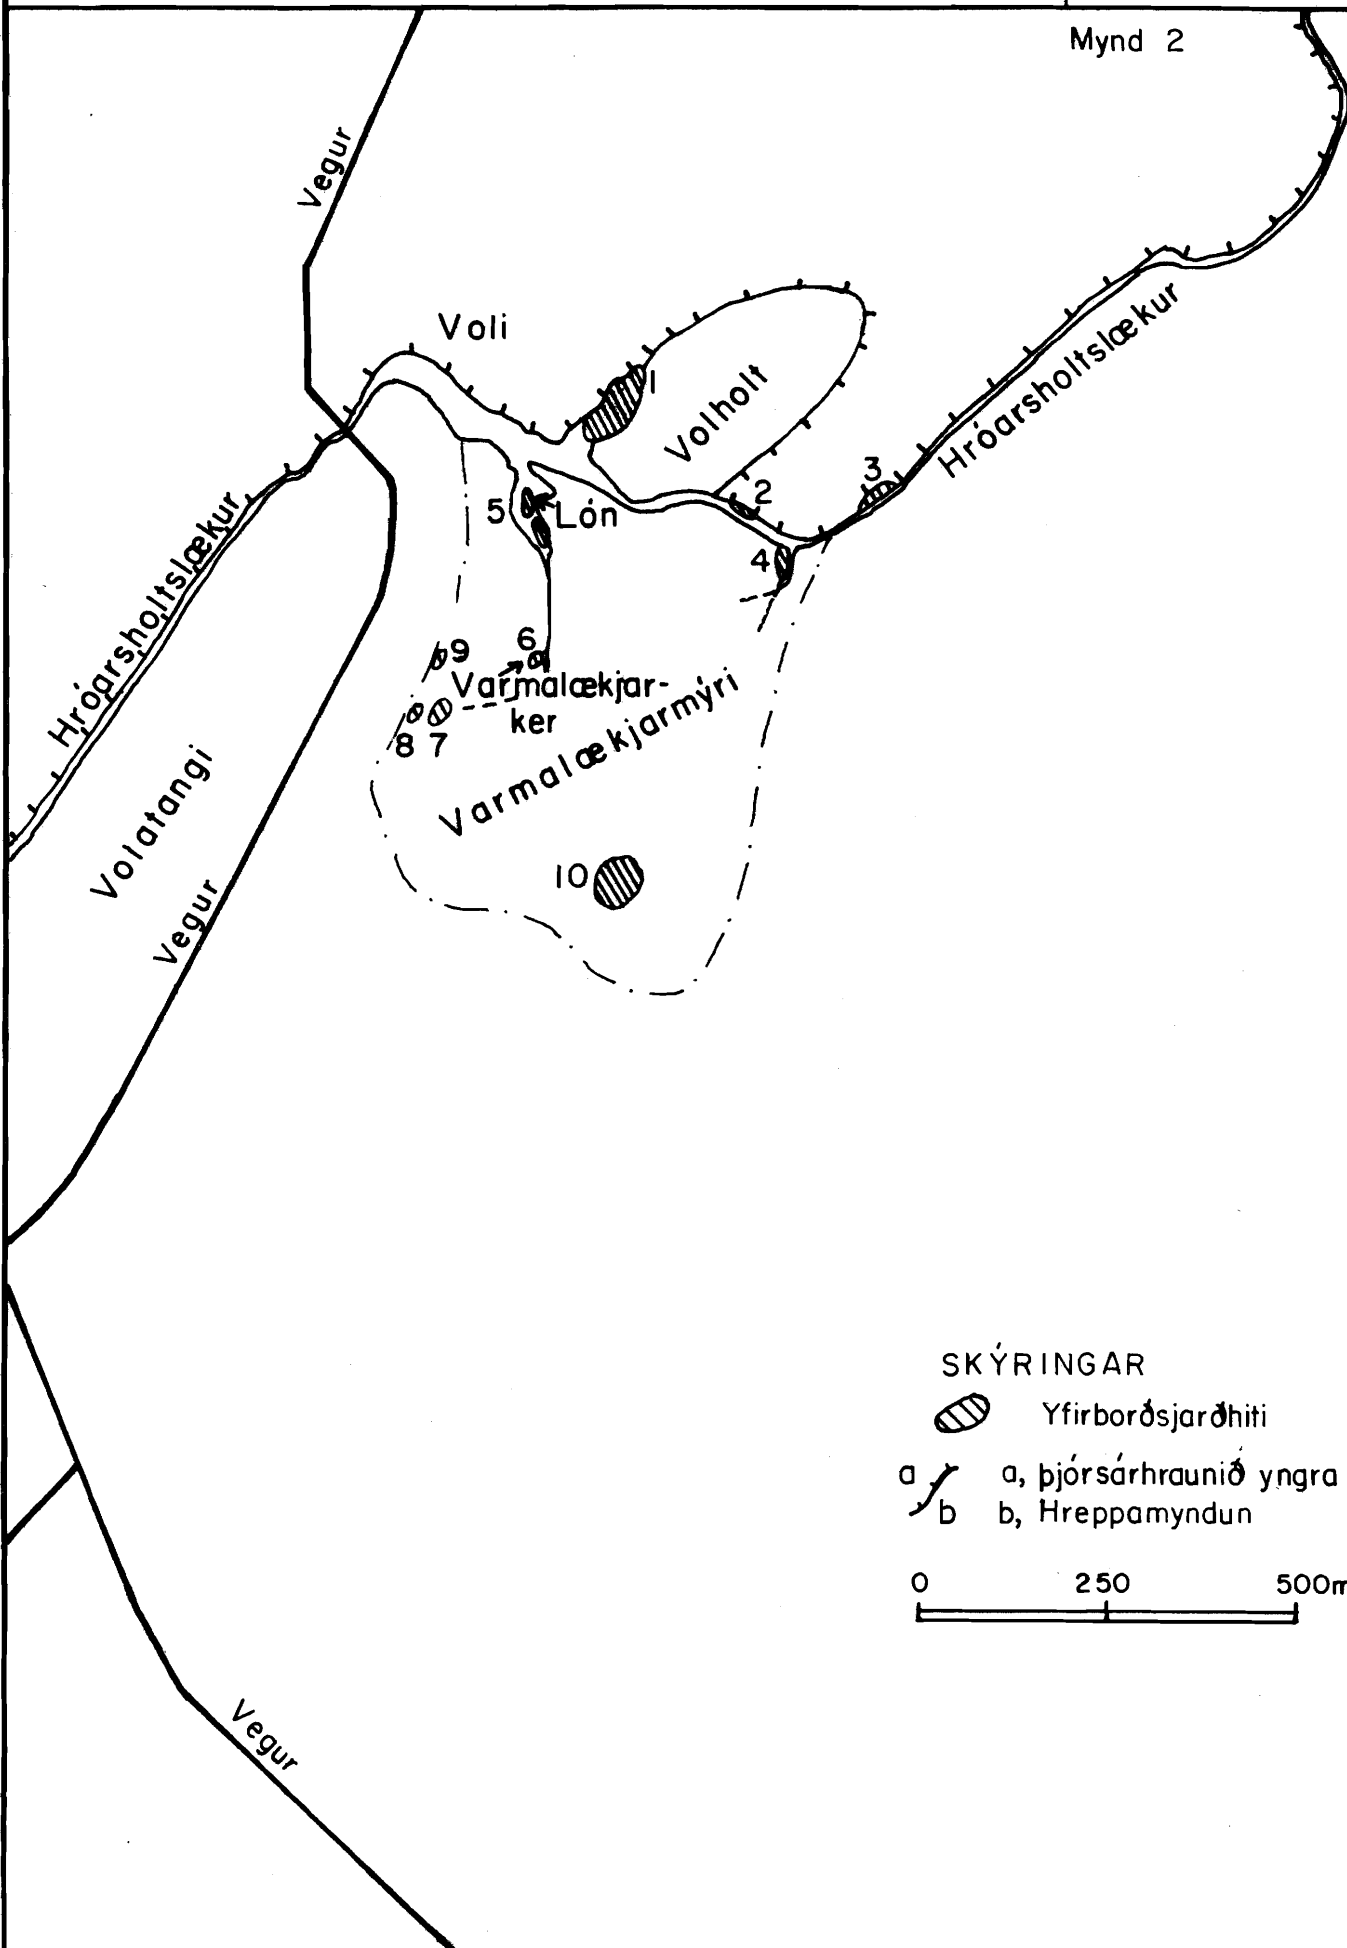 Mynd 2
Vegur
Voli
1
Volholt
Hróarsholtslækur
2
3
5
Lón
4
Hróarsholtslækur
9
6
Varmalækjar-
ker
8 7
Varmalækjarmýri
Volatangi
Vegur
10
SKÝRINGAR
Yfirborðsjarðhiti
a
b
a, Þjórsárhraunið yngra
b, Hreppamyndun
0 250 500m
Vegur